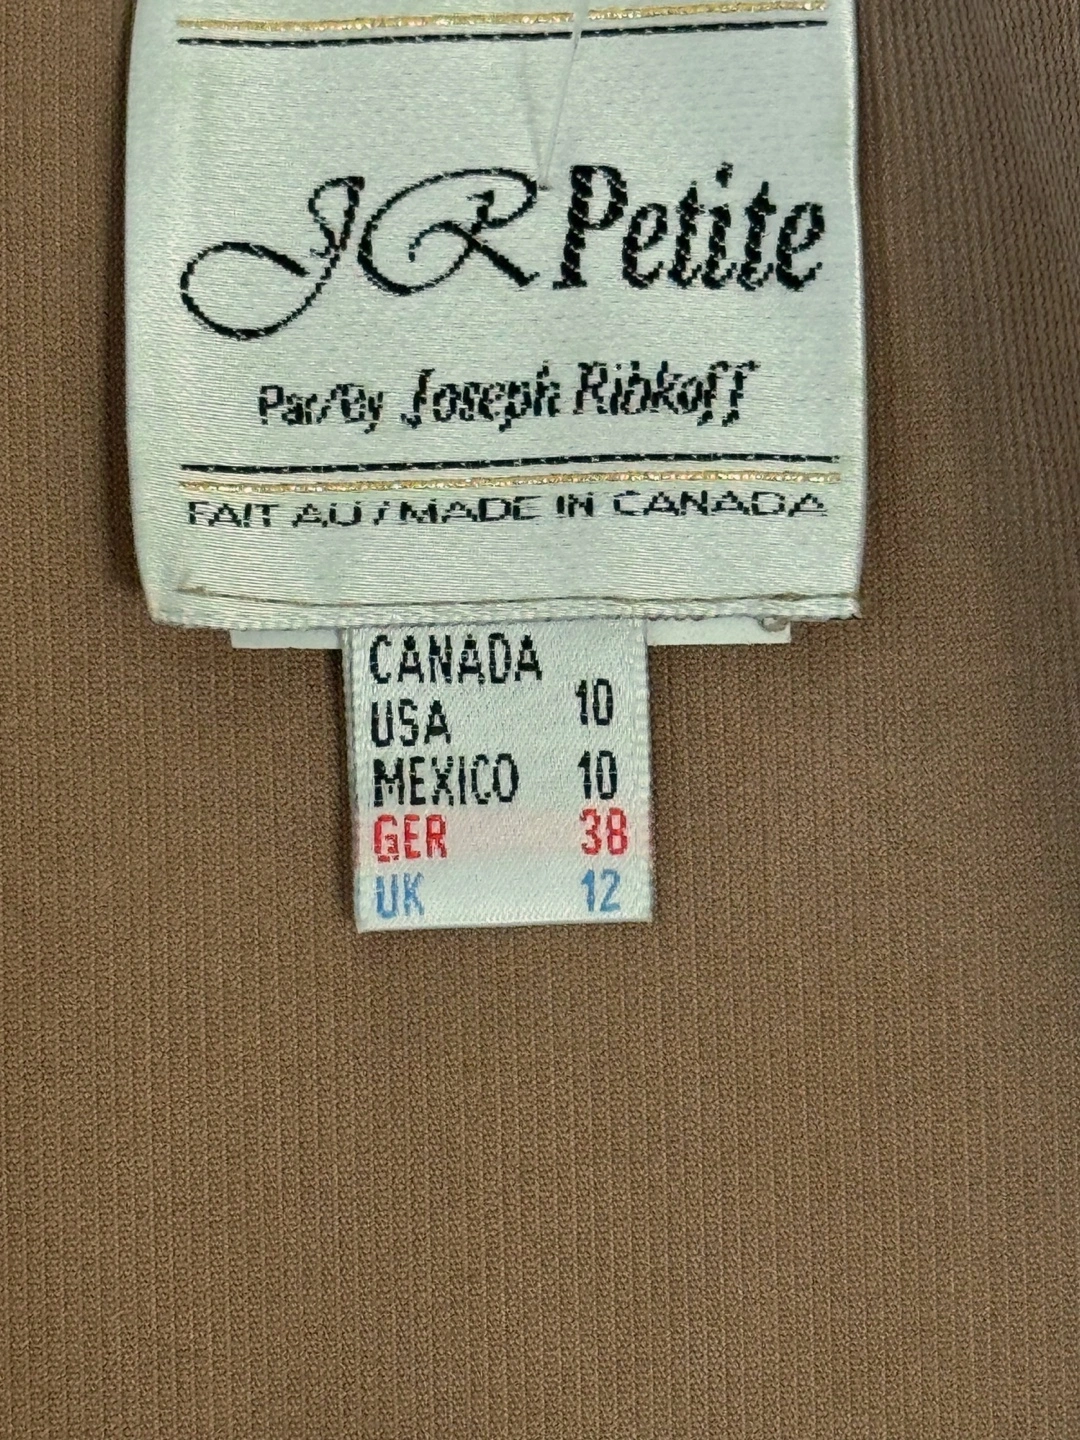 JR Petite
Par/By Joseph Ribkoff
FAIT AU / MADE IN CANADA
CANADA
USA 10
MEXICO 10
GER 38
UK 12